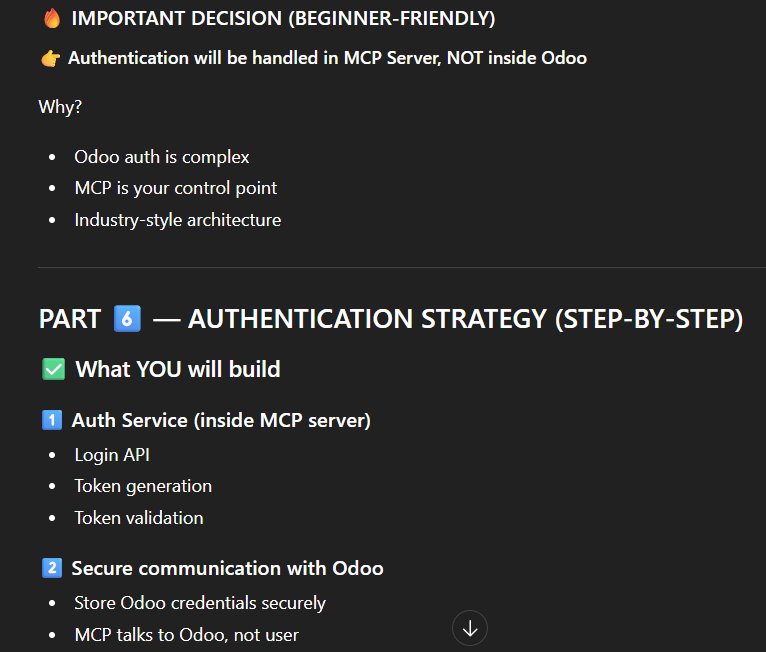 🔥 IMPORTANT DECISION (BEGINNER-FRIENDLY)
👉 Authentication will be handled in MCP Server, NOT inside Odoo
Why?
• Odoo auth is complex
• MCP is your control point
• Industry-style architecture
PART 6️⃣ — AUTHENTICATION STRATEGY (STEP-BY-STEP)
✅ What YOU will build
1️⃣ Auth Service (inside MCP server)
• Login API
• Token generation
• Token validation
2️⃣ Secure communication with Odoo
• Store Odoo credentials securely
• MCP talks to Odoo, not user